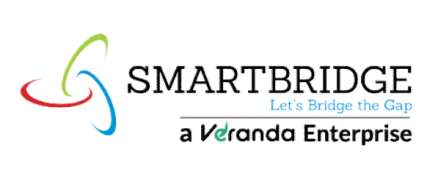 SMARTBRIDGE
Let's Bridge the Gap
a Veranda Enterprise